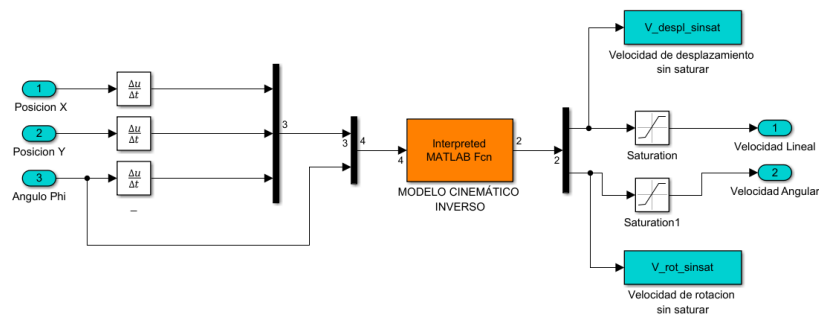 1
Posicion X
Δu
Δt
2
Posicion Y
Δu
Δt
3
Angulo Phi
Δu
Δt
_
3
3
4
4
Interpreted
MATLAB Fcn
MODELO CINEMÁTICO
INVERSO
2
2
V_despl_sinsat
Velocidad de desplazamiento
sin saturar
Saturation
1
Velocidad Lineal
Saturation1
2
Velocidad Angular
V_rot_sinsat
Velocidad de rotacion
sin saturar